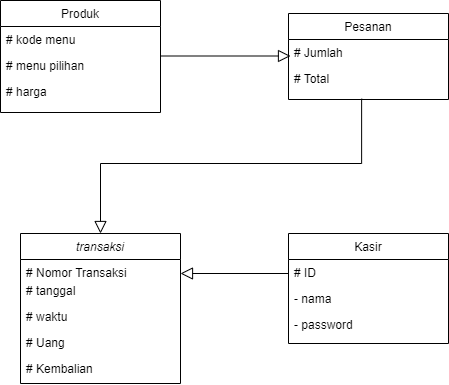 Produk
# kode menu
# menu pilihan
# harga
Pesanan
# Jumlah
# Total
transaksi
# Nomor Transaksi
# tanggal
# waktu
# Uang
# Kembalian
Kasir
# ID
- nama
- password